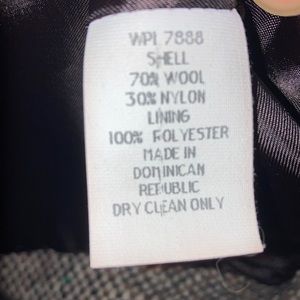 WPL 7888
SHELL
70% WOOL
30% NYLON
LINING
100% POLYESTER
MADE IN
DOMINICAN
REPUBLIC
DRY CLEAN ONLY